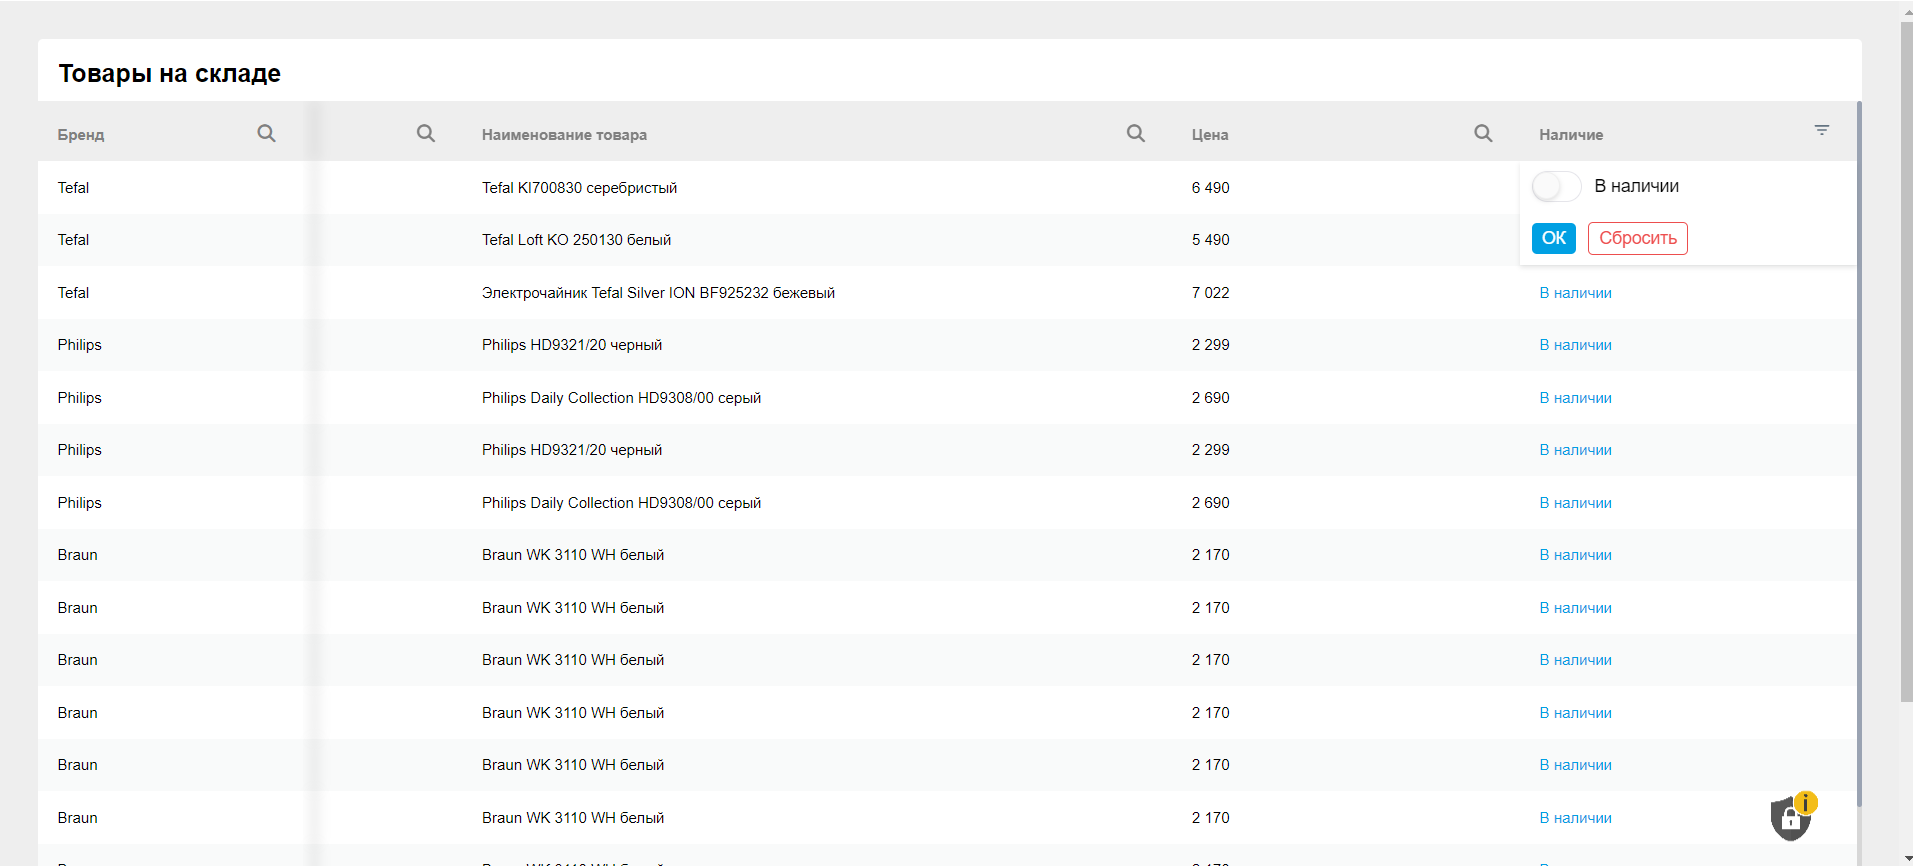 Товары на складе
Бренд Наименование товара Цена Наличие
Tefal Tefal KI700830 серебристый 6 490 В наличии
Tefal Tefal Loft KO 250130 белый 5 490 ОК Сбросить
Tefal Электрочайник Tefal Silver ION BF925232 бежевый 7 022 В наличии
Philips Philips HD9321/20 черный 2 299 В наличии
Philips Philips Daily Collection HD9308/00 серый 2 690 В наличии
Philips Philips HD9321/20 черный 2 299 В наличии
Philips Philips Daily Collection HD9308/00 серый 2 690 В наличии
Braun Braun WK 3110 WH белый 2 170 В наличии
Braun Braun WK 3110 WH белый 2 170 В наличии
Braun Braun WK 3110 WH белый 2 170 В наличии
Braun Braun WK 3110 WH белый 2 170 В наличии
Braun Braun WK 3110 WH белый 2 170 В наличии
Braun Braun WK 3110 WH белый 2 170 В наличии